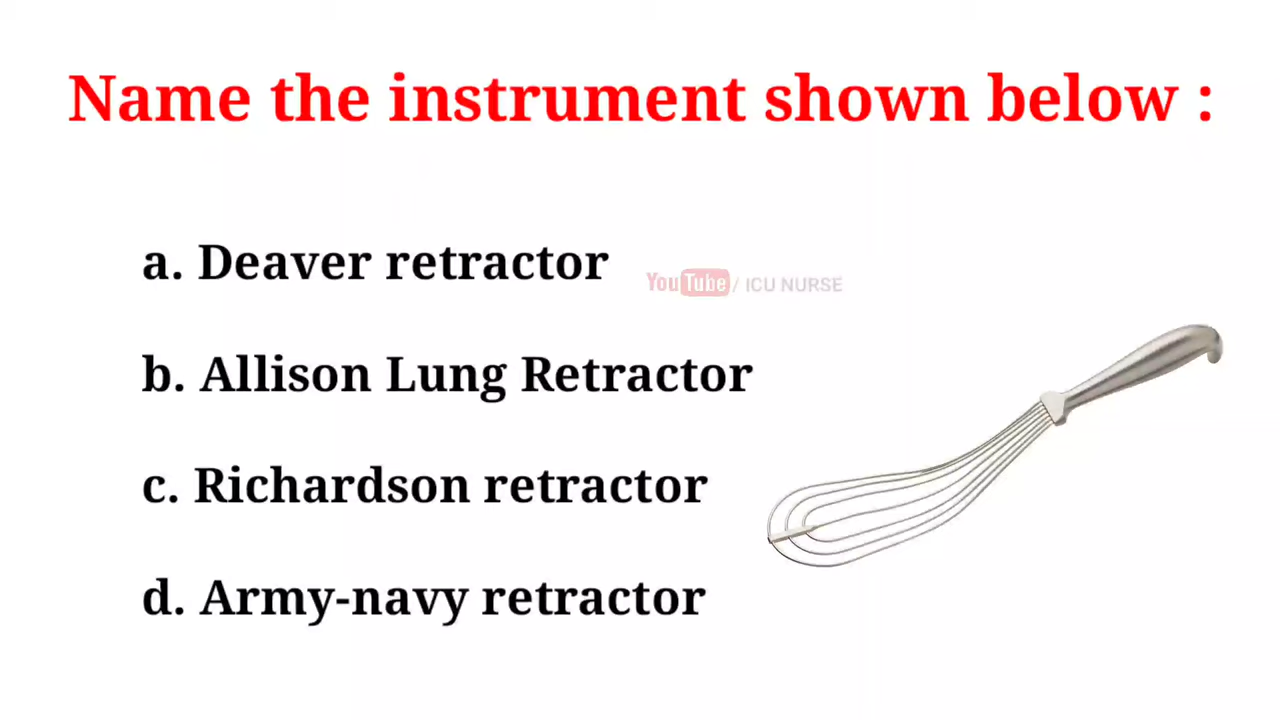 Name the instrument shown below :
a. Deaver retractor
YouTube / ICU NURSE
b. Allison Lung Retractor
c. Richardson retractor
d. Army-navy retractor